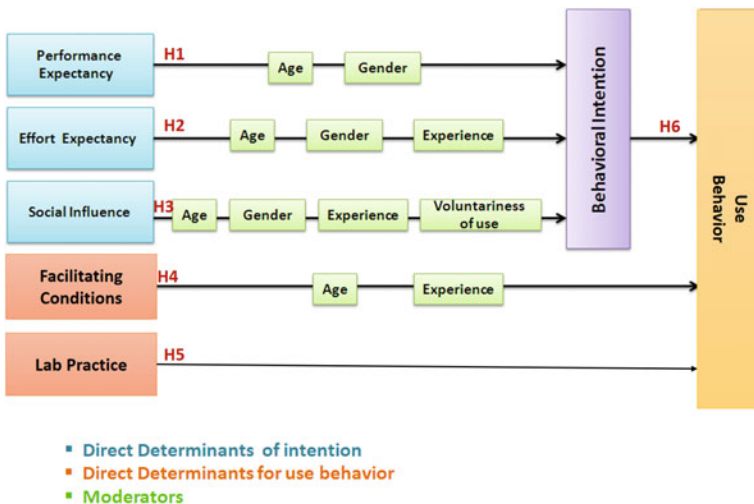 Performance
Expectancy
H1
Age
Gender
Effort Expectancy
H2
Age
Gender
Experience
Social Influence
H3
Age
Gender
Experience
Voluntariness
of use
Behavioral Intention
H6
Use
Behavior
Facilitating
Conditions
H4
Age
Experience
Lab Practice
H5
▪ Direct Determinants of intention
▪ Direct Determinants for use behavior
▪ Moderators